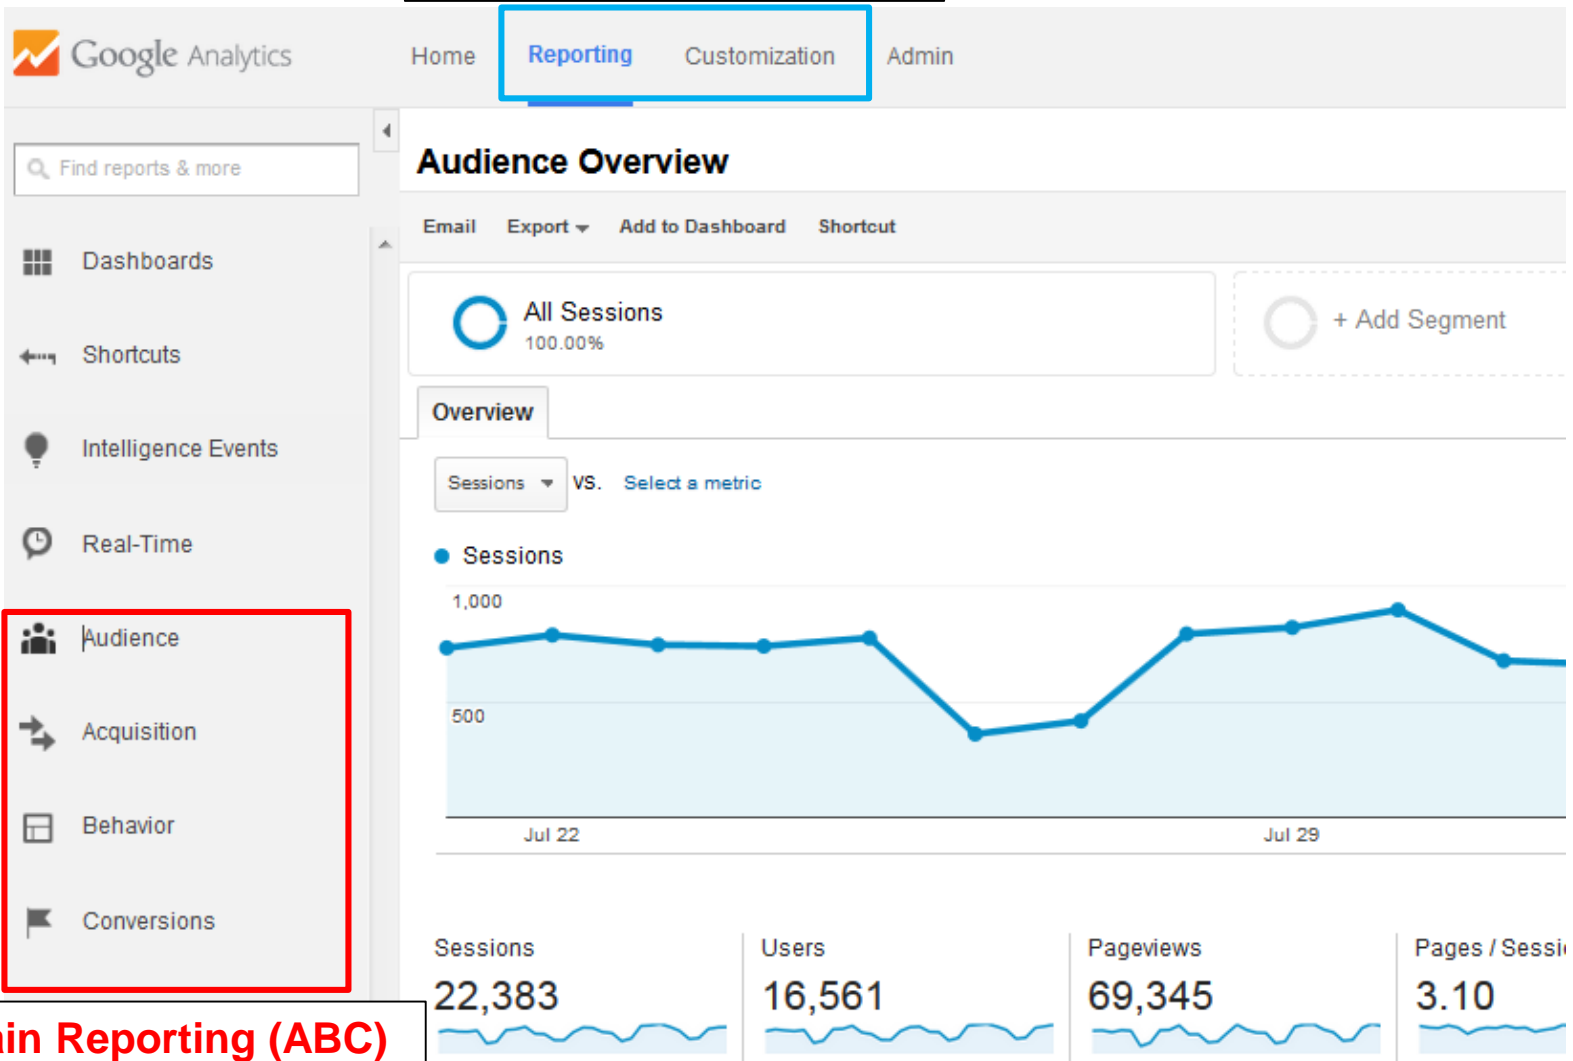 Google Analytics
Home Reporting Customization Admin
Find reports & more
Audience Overview
Email Export Add to Dashboard Shortcut
Dashboards
All Sessions
100.00%
+ Add Segment
Shortcuts
Overview
Intelligence Events
Sessions VS. Select a metric
Real-Time
Sessions
1,000
Audience
500
Acquisition
Behavior
Jul 22 Jul 29
Conversions
Sessions Users Pageviews Pages /
22,383 16,561 69,345 3.10
Reporting (ABC)